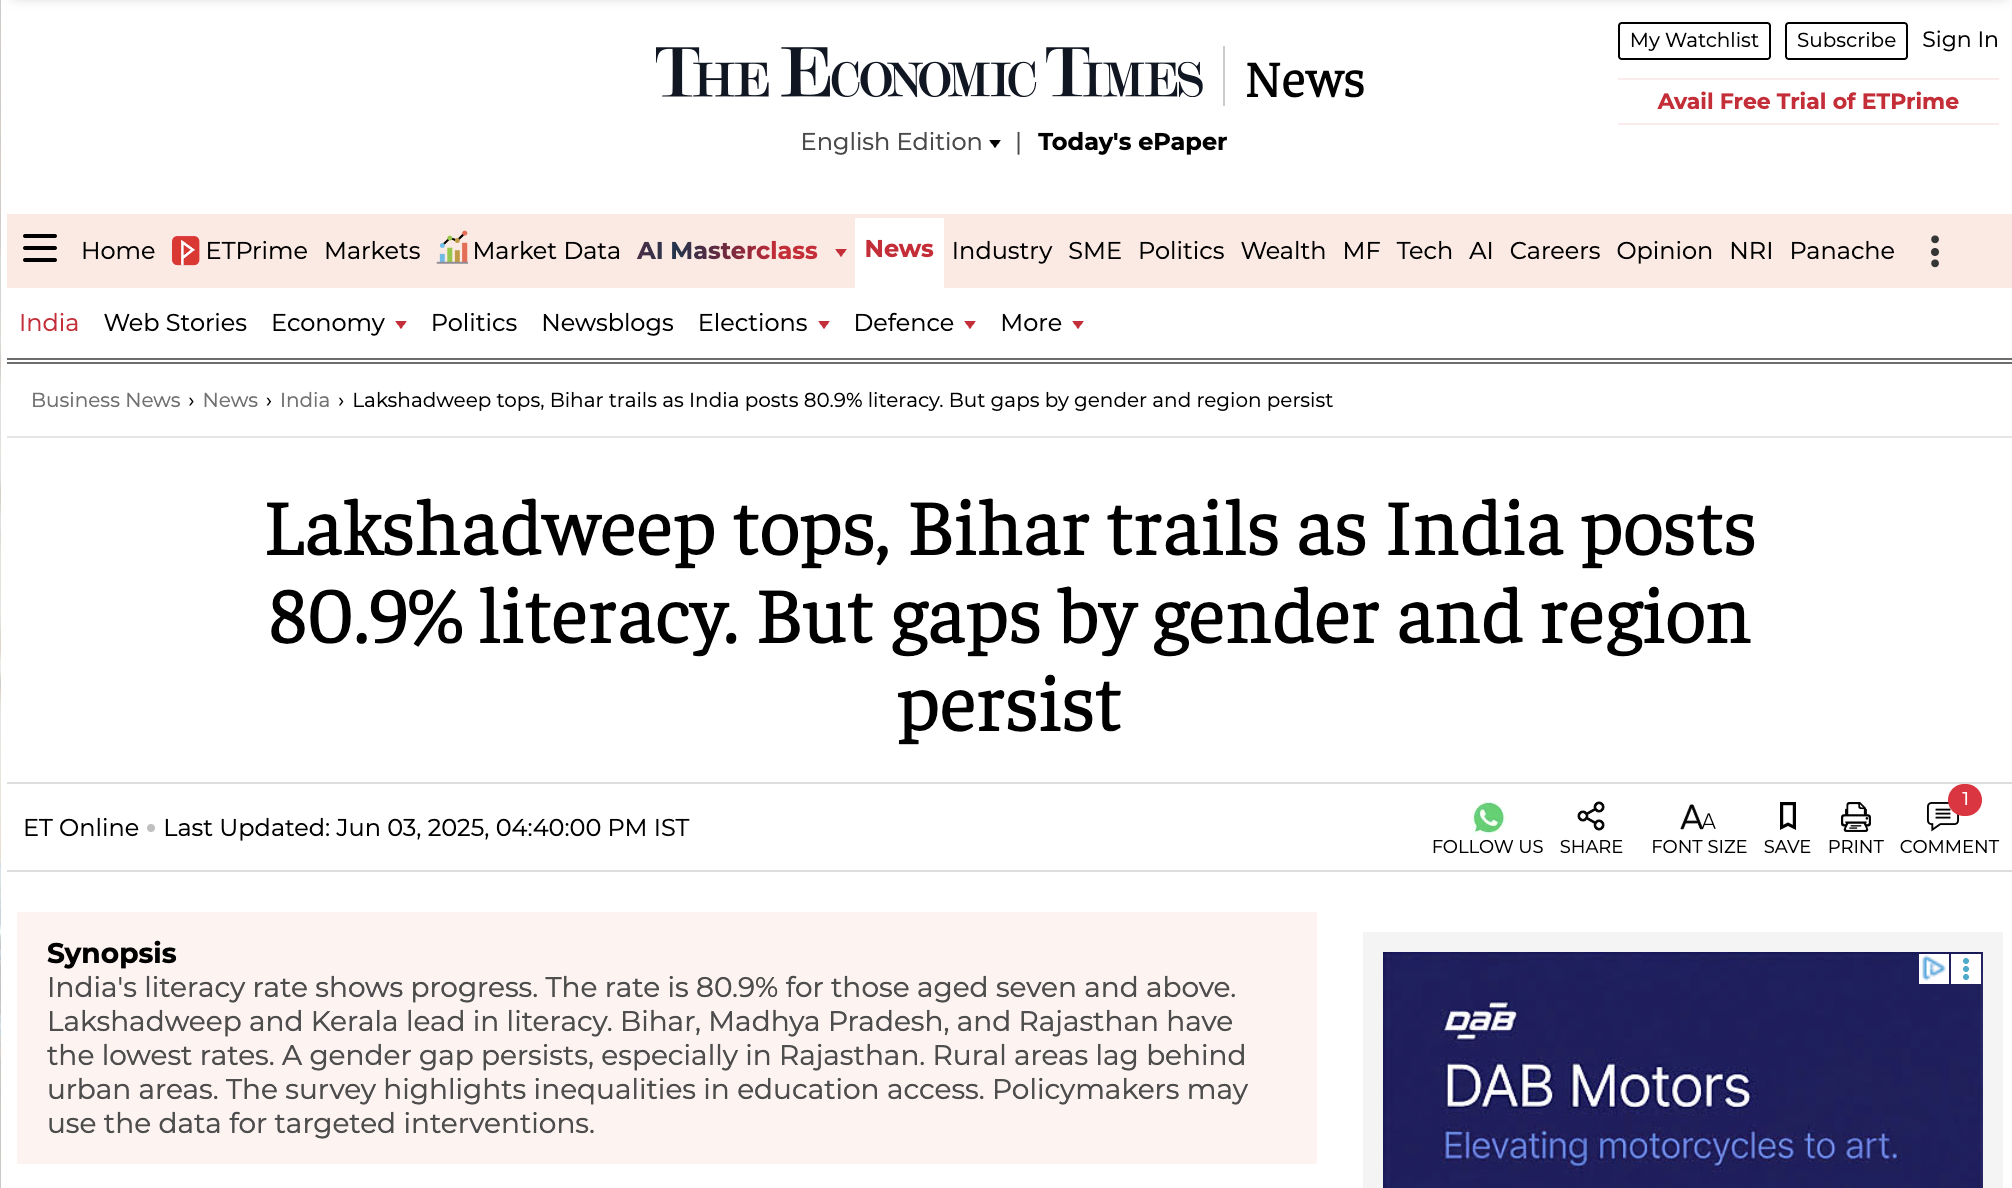 My Watchlist Subscribe Sign In
THE ECONOMIC TIMES | News
Avail Free Trial of ETPrime
English Edition ▾ | Today's ePaper
Home ETPrime Markets Market Data AI Masterclass News Industry SME Politics Wealth MF Tech AI Careers Opinion NRI Panache
India Web Stories Economy Politics Newsblogs Elections Defence More
Business News › News › India › Lakshadweep tops, Bihar trails as India posts 80.9% literacy. But gaps by gender and region persist
Lakshadweep tops, Bihar trails as India posts
80.9% literacy. But gaps by gender and region
persist
ET Online • Last Updated: Jun 03, 2025, 04:40:00 PM IST
1
FOLLOW US SHARE FONT SIZE SAVE PRINT COMMENT
Synopsis
India's literacy rate shows progress. The rate is 80.9% for those aged seven and above.
Lakshadweep and Kerala lead in literacy. Bihar, Madhya Pradesh, and Rajasthan have
the lowest rates. A gender gap persists, especially in Rajasthan. Rural areas lag behind
urban areas. The survey highlights inequalities in education access. Policymakers may
use the data for targeted interventions.
DAB
DAB Motors
Elevating motorcycles to art.